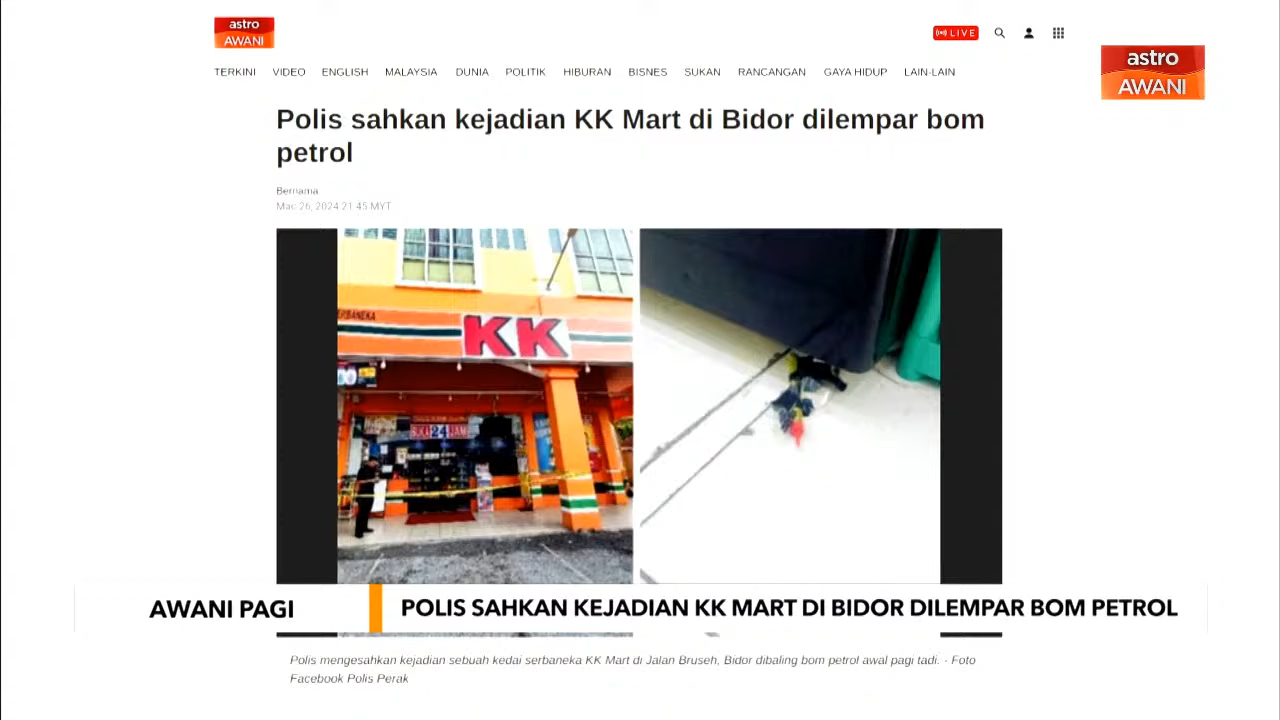 astro
AWANI
LIVE
astro
AWANI
TERKINI VIDEO ENGLISH MALAYSIA DUNIA POLITIK HIBURAN BISNES SUKAN RANCANGAN GAYA HIDUP LAIN-LAIN
Polis sahkan kejadian KK Mart di Bidor dilempar bom
petrol
Bernama
Mac 26, 2024 21:45 MYT
KK
24
AWANI PAGI
POLIS SAHKAN KEJADIAN KK MART DI BIDOR DILEMPAR BOM PETROL
Polis mengesahkan kejadian sebuah kedai serbaneka KK Mart di Jalan Bruseh, Bidor dibaling bom petrol awal pagi tadi. - Foto
Facebook Polis Perak